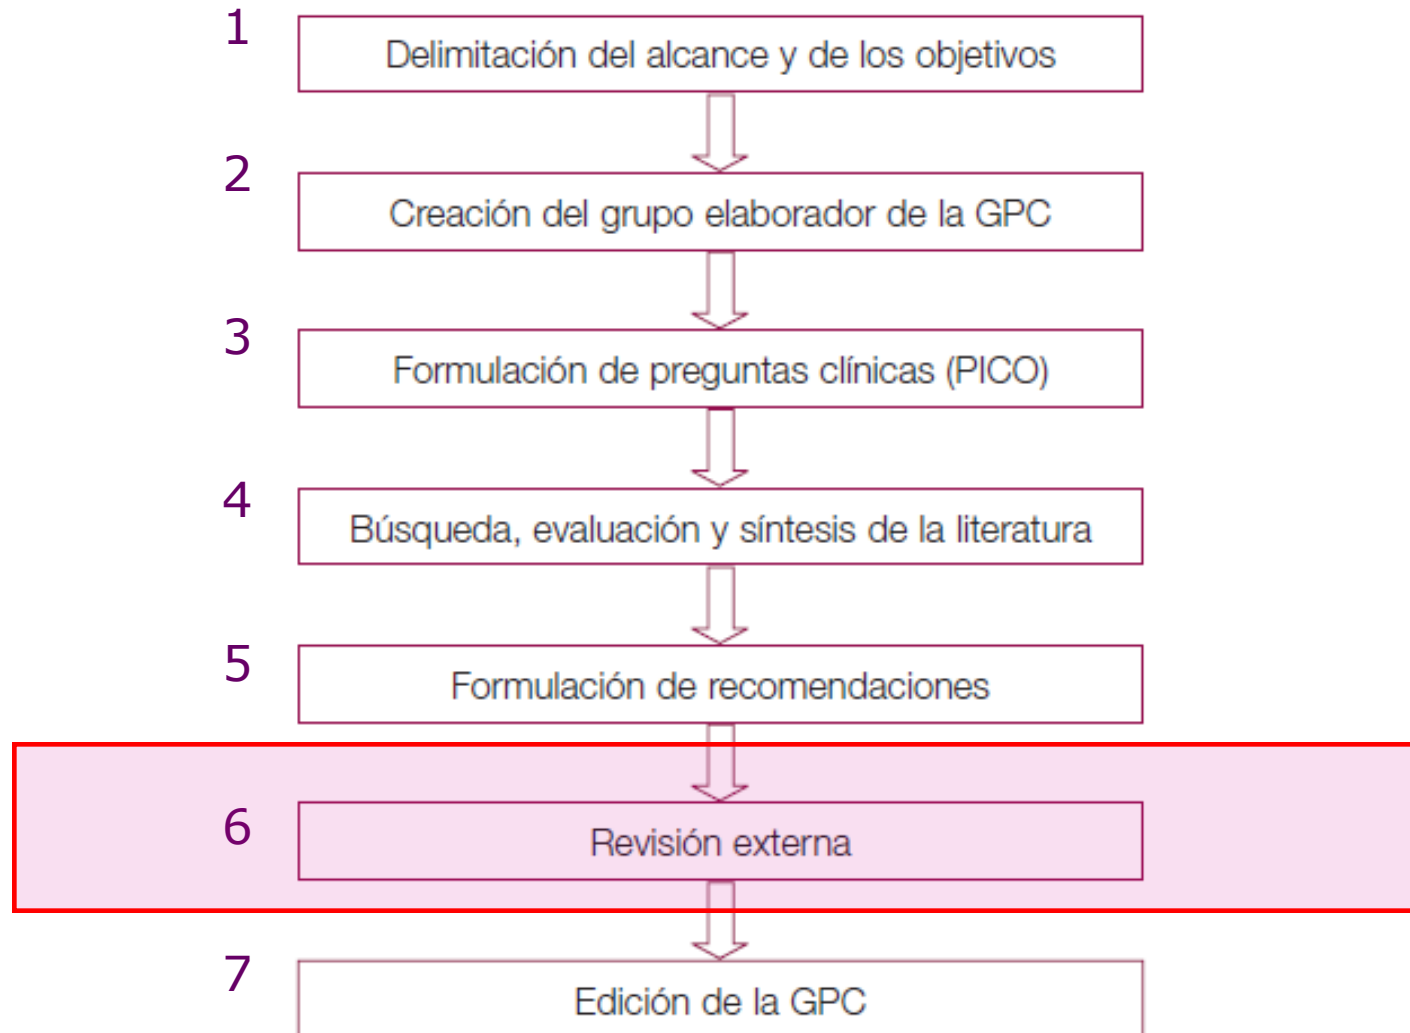 1
Delimitación del alcance y de los objetivos
2
Creación del grupo elaborador de la GPC
3
Formulación de preguntas clínicas (PICO)
4
Búsqueda, evaluación y síntesis de la literatura
5
Formulación de recomendaciones
6
Revisión externa
7
Edición de la GPC